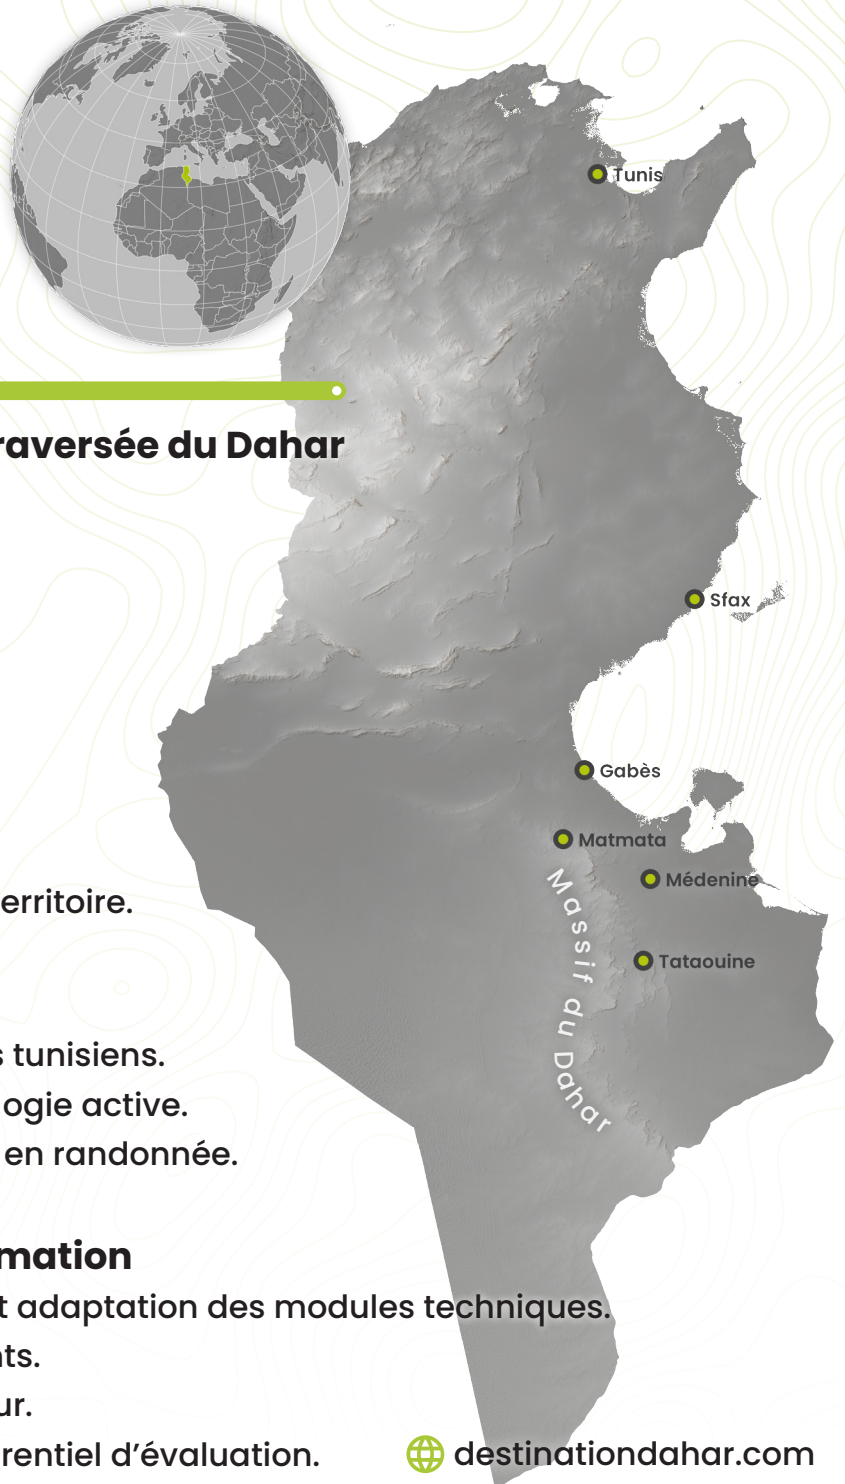 Tunis
raversée du Dahar
Sfax
Gabès
Matmata
Médenine
erritoire.
Massif du Dahar
Tataouine
s tunisiens.
ogie active.
en randonnée.
mation
t adaptation des modules techniques.
nts.
ur.
rentiel d’évaluation.
destinationdahar.com